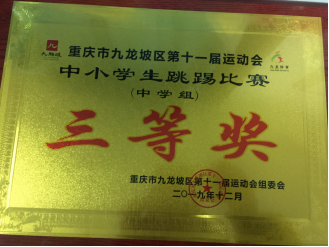 重庆市九龙坡区第十一届运动会
中小学生跳踢比赛
(中学组)
三等奖
重庆市九龙坡区第十一届运动会组委会
二〇一九年十二月